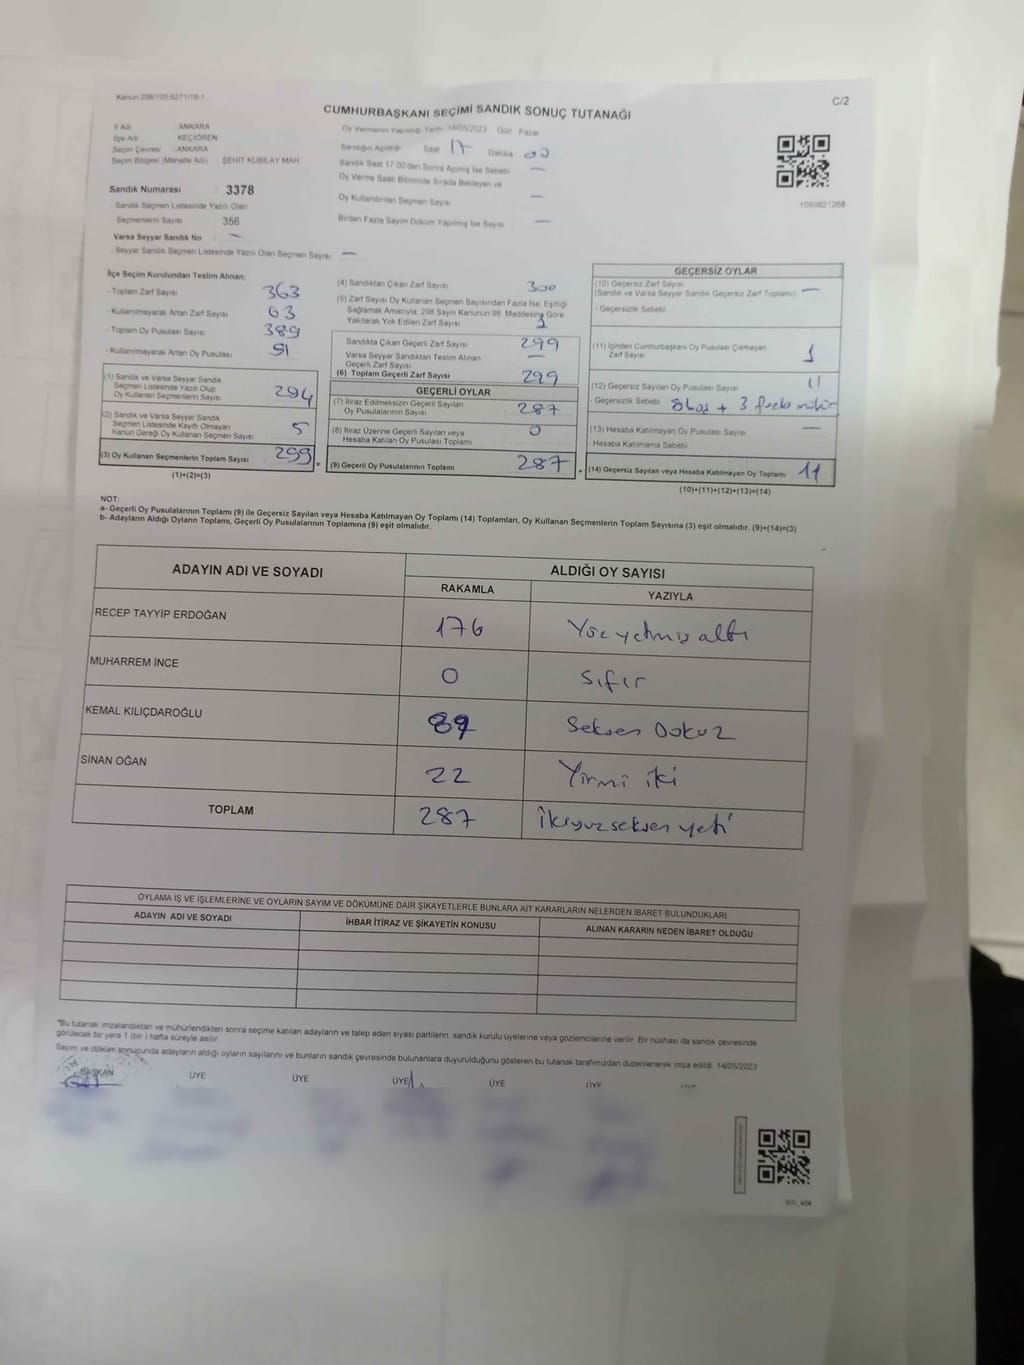 Kanun:298/103,6271/18-1
C/2
CUMHURBAŞKANI SEÇİMİ SANDIK SONUÇ TUTANAĞI
İl Adı : ANKARA
İlçe Adı : KEÇİÖREN
Seçim Çevresi : ANKARA
Seçim Bölgesi (Mahalle Adı) : ŞEHİT KUBİLAY MAH
Sandık Numarası : 3378
- Sandık Listesinde Yazılı Olan
Seçmenlerin Sayısı : 356
Varsa Seyyar Sandık No : —
- Seyyar Sandık Seçmen Listesinde Yazılı Olan Seçmen Sayısı: —
Oy Vermenin Yapıldığı Tarih: 14/05/2023 Gün : Pazar
Sandığın Açıldığı Saat 17 Dakika 00
Sandık Saat 17:00'den Sonra Açılmış İse Sebebi —
Oy Verme Saati Bitiminde Sırada Bekleyen ve
Oy Kullandırılan Seçmen Sayısı —
Birden Fazla Sayım Döküm Yapılmış İse Sayısı —
1093821268
İlçe Seçim Kurulundan Teslim Alınan;
- Toplam Zarf Sayısı 363
- Kullanılmayarak Artan Zarf Sayısı 63
- Toplam Oy Pusulası Sayısı 389
- Kullanılmayarak Artan Oy Pusulası 91
(1) Sandık ve Varsa Seyyar Sandık
Seçmen Listesinde Yazılı Olup
Oy Kullanan Seçmenlerin Sayısı 294
(2) Sandık ve Varsa Seyyar Sandık
Seçmen Listesinde Kayıtlı Olmayan
Kanun Gereği Oy Kullanan Seçmen Sayısı 5
(3) Oy Kullanan Seçmenlerin Toplam Sayısı 299
(1)+(2)=(3)
(4) Sandıktan Çıkan Zarf Sayısı 300
(5) Zarf Sayısı Oy Kullanan Seçmen Sayısından Fazla İse, Eşitliği
Sağlamak Amacıyla, 298 Sayılı Kanunun 98. Maddesine Göre
Yakılarak Yok Edilen Zarf Sayısı 1
Sandıkta Çıkan Geçerli Zarf Sayısı 299
Varsa Seyyar Sandıktan Teslim Alınan
Geçerli Zarf Sayısı —
(6) Toplam Geçerli Zarf Sayısı 299
GEÇERLİ OYLAR
(7) İtiraz Edilmeksizin Geçerli Sayılan
Oy Pusulalarının Sayısı 287
(8) İtiraz Üzerine Geçerli Sayılan veya
Hesaba Katılan Oy Pusulası Toplamı 0
(9) Geçerli Oy Pusulalarının Toplamı 287
GEÇERSİZ OYLAR
(10) Geçersiz Zarf Sayısı
(Sandık ve Varsa Seyyar Sandık Geçersiz Zarf Toplamı) —
- Geçersizlik Sebebi
(11) İçinden Cumhurbaşkanı Oy Pusulası Çıkmayan
Zarf Sayısı 1
(12) Geçersiz Sayılan Oy Pusulası Sayısı 11
- Geçersizlik Sebebi 8 boş + 3 fazla mühür
(13) Hesaba Katılmayan Oy Pusulası Sayısı —
- Hesaba Katılmama Sebebi
(14) Geçersiz Sayılan veya Hesaba Katılmayan Oy Toplamı 11
(10)+(11)+(12)+(13)=(14)
NOT:
a- Geçerli Oy Pusulalarının Toplamı (9) ile Geçersiz Sayılan veya Hesaba Katılmayan Oy Toplamı (14) Toplamları, Oy Kullanan Seçmenlerin Toplam Sayısına (3) eşit olmalıdır. (9)+(14)=(3)
b- Adayların Aldığı Oyların Toplamı, Geçerli Oy Pusulalarının Toplamına (9) eşit olmalıdır.
ADAYIN ADI VE SOYADI
ALDIĞI OY SAYISI
RAKAMLA YAZIYLA
RECEP TAYYİP ERDOĞAN 176 Yüz yetmiş altı
MUHARREM İNCE 0 Sıfır
KEMAL KILIÇDAROĞLU 89 Seksen Dokuz
SİNAN OĞAN 22 Yirmi iki
TOPLAM 287 İkiyüz seksen yedi
OYLAMA İŞ VE İŞLEMLERİNE VE OYLARIN SAYIM VE DÖKÜMÜNE DAİR ŞİKAYETLERLE BUNLARA AİT KARARLARIN NELERDEN İBARET BULUNDUKLARI
ADAYIN ADI VE SOYADI İHBAR İTİRAZ VE ŞİKAYETİN KONUSU ALINAN KARARIN NEDEN İBARET OLDUĞU
"Bu tutanak imzalandıktan ve mühürlendikten sonra seçime katılan adayların ve talep eden siyasi partilerin sandık kurulu üyelerine veya gözlemcilerine verilir. Bir nüshası da sandık çevresinde
görülecek bir yere 1 (bir ) hafta süreyle asılır.
Sayım ve döküm sonucunda adayların aldığı oyların sayılarını ve bunların sandık çevresinde bulunanlara duyurulduğunu gösteren bu tutanak tarafımızdan düzenlenerek imza edildi. 14/05/2023
BAŞKAN ÜYE ÜYE ÜYE ÜYE ÜYE ÜYE